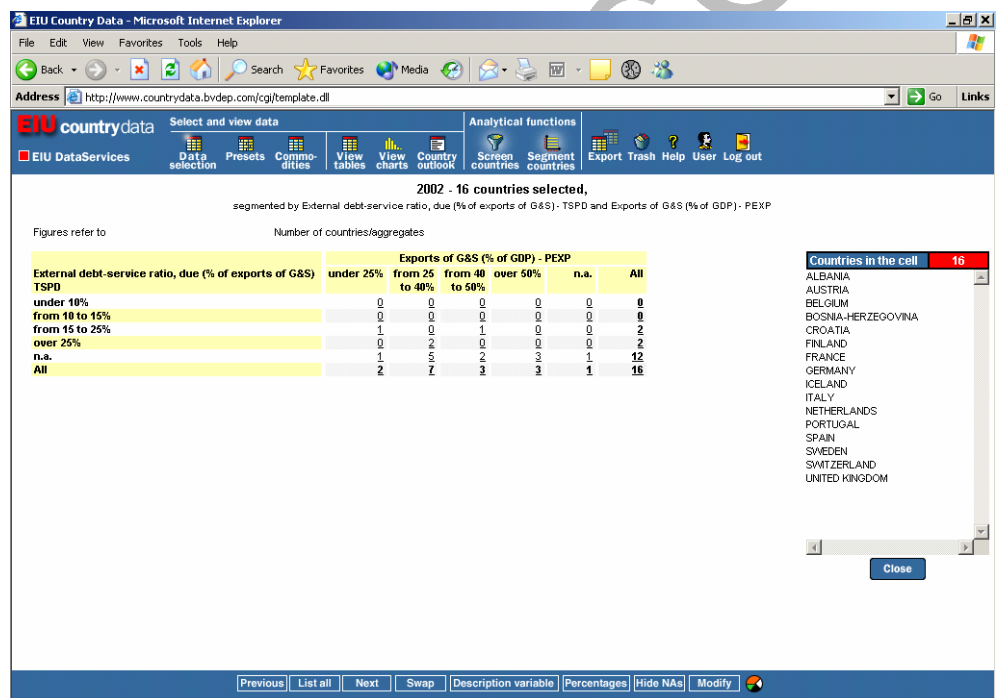 EIU Country Data - Microsoft Internet Explorer
File Edit View Favorites Tools Help
Back Search Favorites Media
Address http://www.countrydata.bvdep.com/cgi/template.dll Go Links
EIU countrydata Select and view data Analytical functions
EIU DataServices Data selection Presets Commo-dities View tables View charts Country outlook Screen countries Segment countries Export Trash Help User Log out
2002 - 16 countries selected,
segmented by External debt-service ratio, due (% of exports of G&S) - TSPD and Exports of G&S (% of GDP) - PEXP
Figures refer to Number of countries/aggregates
Exports of G&S (% of GDP) - PEXP
External debt-service ratio, due (% of exports of G&S) TSPD under 25% from 25 to 40% from 40 to 50% over 50% n.a. All
under 10% 0 0 0 0 0 0
from 10 to 15% 0 0 0 0 0 0
from 15 to 25% 1 0 1 0 0 2
over 25% 0 2 0 0 0 2
n.a. 1 5 2 3 1 12
All 2 7 3 3 1 16
Countries in the cell 16
ALBANIA
AUSTRIA
BELGIUM
BOSNIA-HERZEGOVINA
CROATIA
FINLAND
FRANCE
GERMANY
ICELAND
ITALY
NETHERLANDS
PORTUGAL
SPAIN
SWEDEN
SWITZERLAND
UNITED KINGDOM
Close
Previous List all Next Swap Description variable Percentages Hide NAs Modify